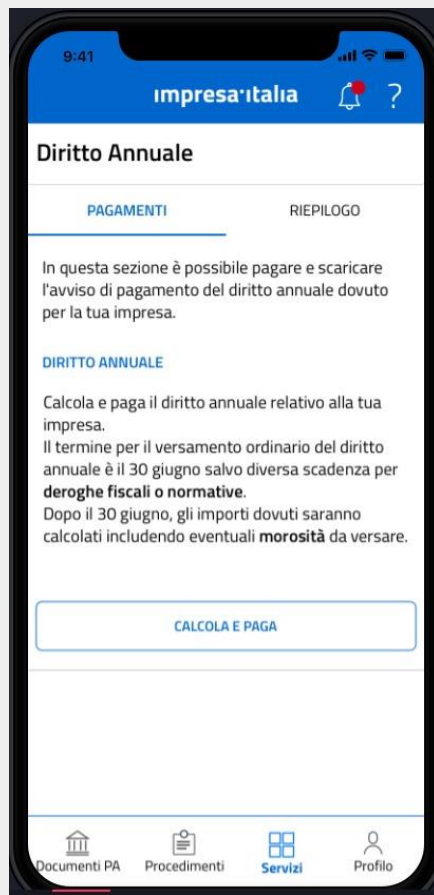 9:41
impresa italia
?
Diritto Annuale
PAGAMENTI RIEPILOGO
In questa sezione è possibile pagare e scaricare
l'avviso di pagamento del diritto annuale dovuto
per la tua impresa.
DIRITTO ANNUALE
Calcola e paga il diritto annuale relativo alla tua
impresa.
Il termine per il versamento ordinario del diritto
annuale è il 30 giugno salvo diversa scadenza per
deroghe fiscali o normative.
Dopo il 30 giugno, gli importi dovuti saranno
calcolati includendo eventuali morosità da versare.
CALCOLA E PAGA
Documenti PA Procedimenti Servizi Profilo